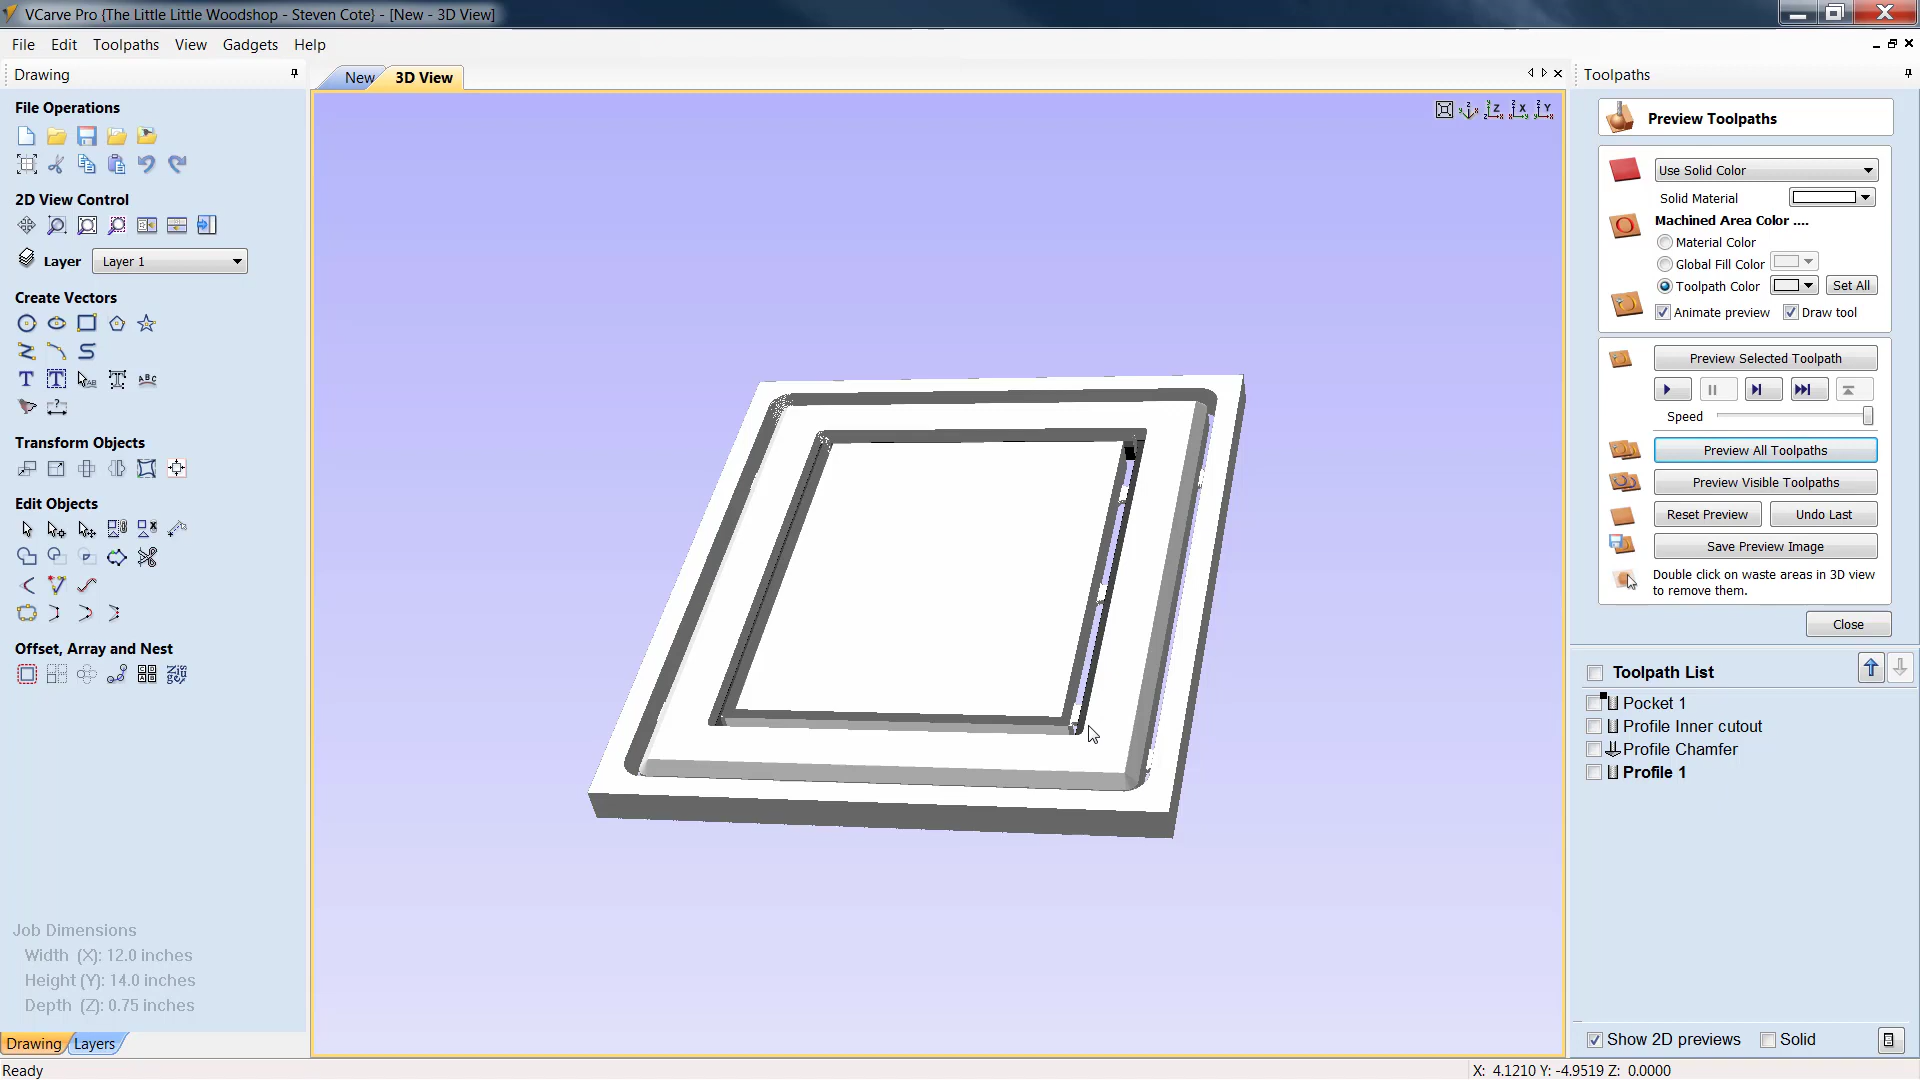 VCarve Pro {The Little Little Woodshop - Steven Cote} - [New - 3D View]
File Edit Toolpaths View Gadgets Help
Drawing
File Operations
2D View Control
Layer Layer 1
Create Vectors
Transform Objects
Edit Objects
Offset, Array and Nest
Job Dimensions
Width (X): 12.0 inches
Height (Y): 14.0 inches
Depth (Z): 0.75 inches
Drawing Layers
Ready
New 3D View
Toolpaths
Preview Toolpaths
Use Solid Color
Solid Material
Machined Area Color ....
Material Color
Global Fill Color
Toolpath Color Set All
Animate preview Draw tool
Preview Selected Toolpath
Speed
Preview All Toolpaths
Preview Visible Toolpaths
Reset Preview Undo Last
Save Preview Image
Double click on waste areas in 3D view
to remove them.
Close
Toolpath List
Pocket 1
Profile Inner cutout
Profile Chamfer
Profile 1
Show 2D previews Solid
X: 4.1210 Y: -4.9519 Z: 0.0000